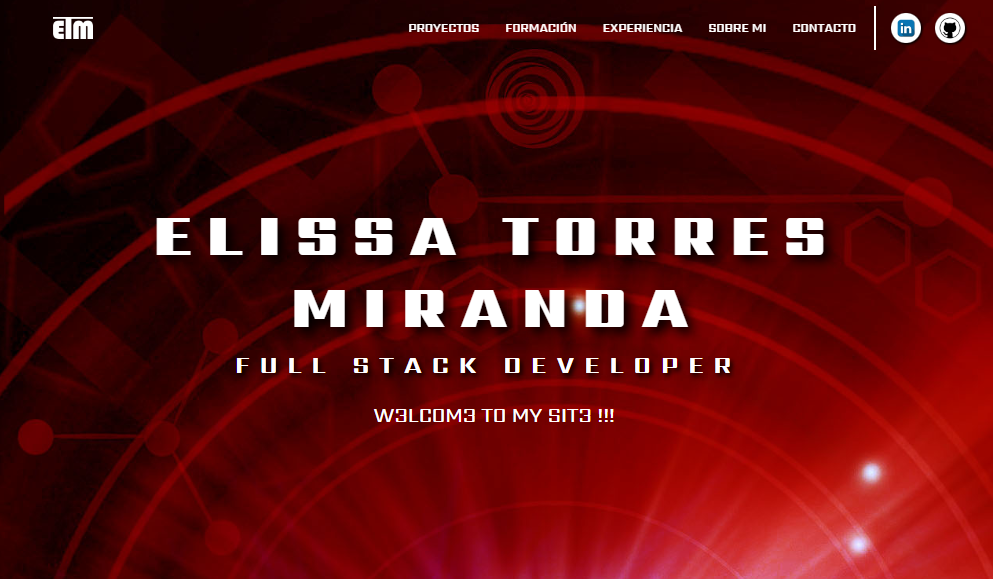 ETM
PROYECTOS FORMACIÓN EXPERIENCIA SOBRE MI CONTACTO in
ELISSA TORRES
MIRANDA
FULL STACK DEVELOPER
W3LCOM3 TO MY SIT3 !!!